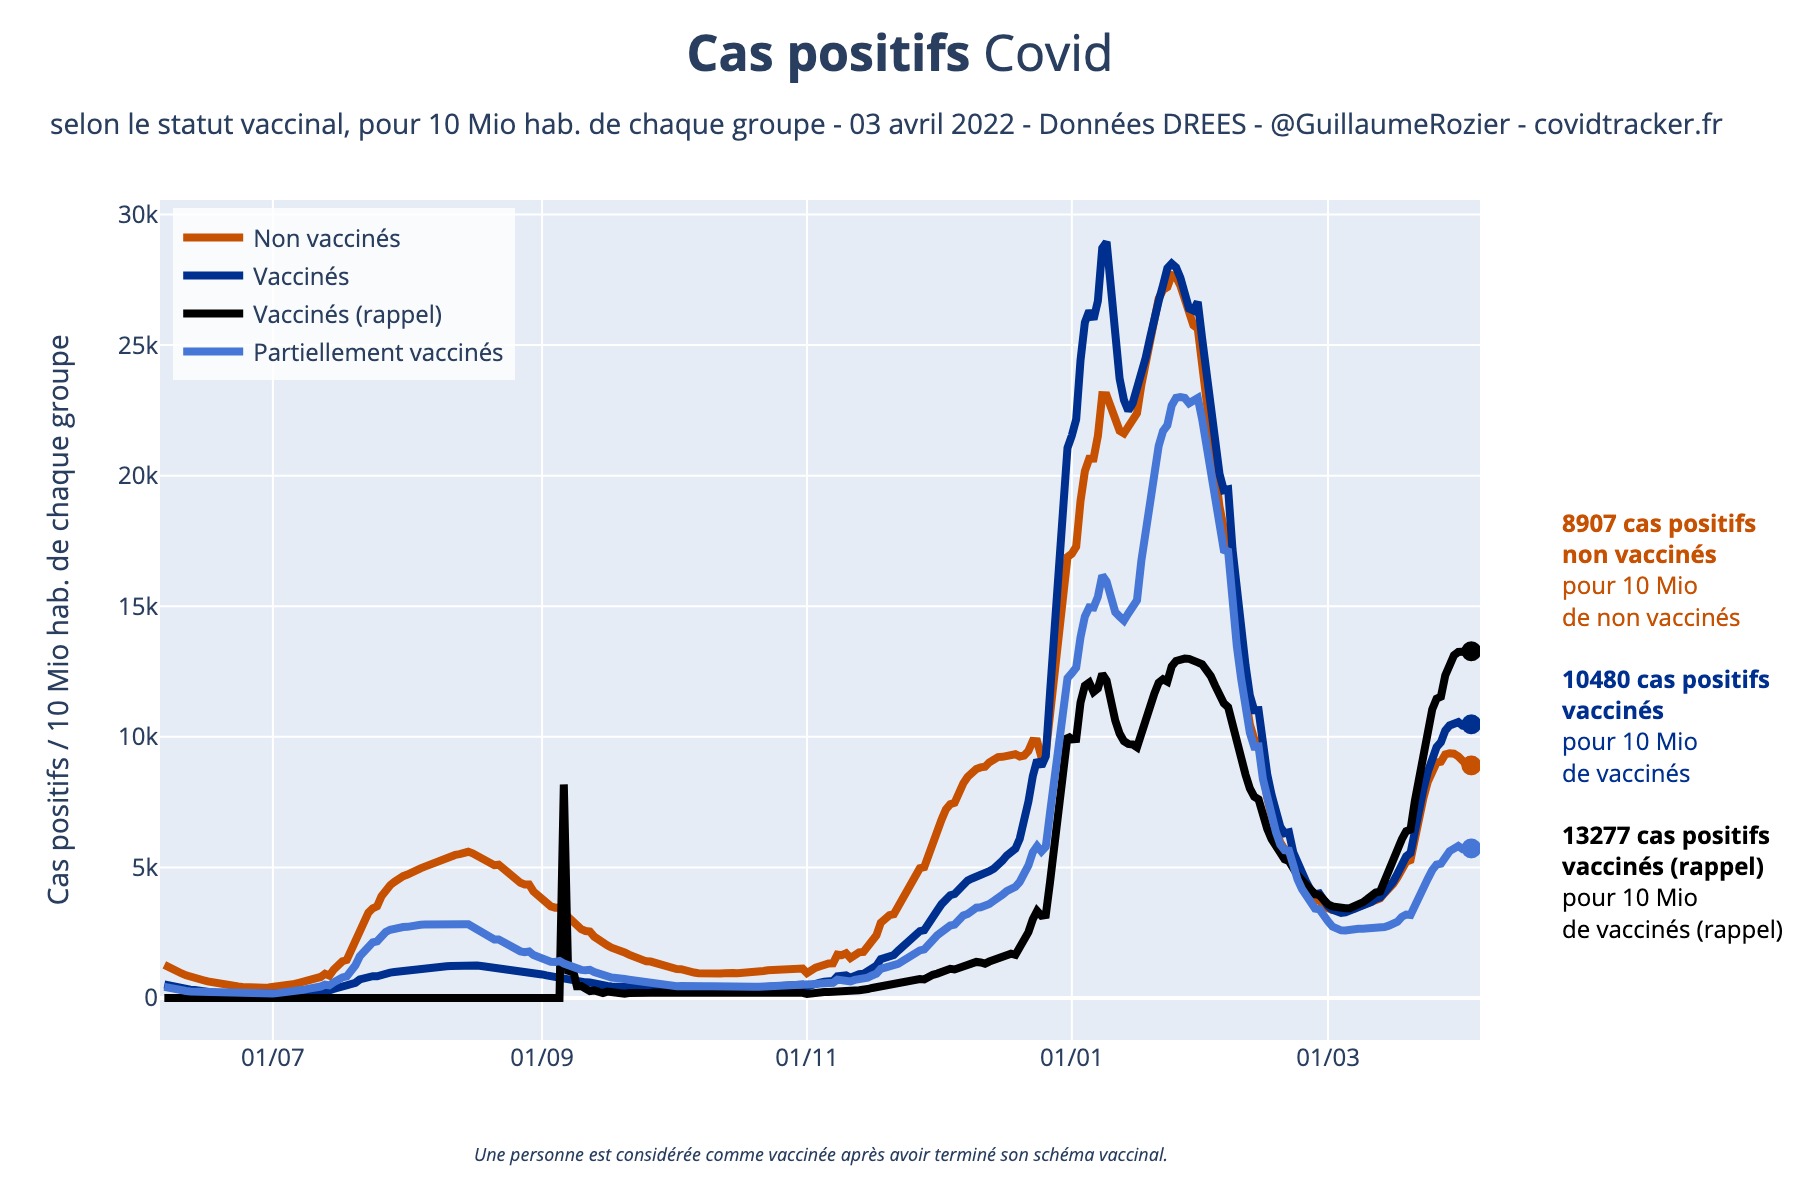 Cas positifs Covid
selon le statut vaccinal, pour 10 Mio hab. de chaque groupe - 03 avril 2022 - Données DREES - @GuillaumeRozier - covidtracker.fr
Cas positifs / 10 Mio hab. de chaque groupe
30k
25k
20k
15k
10k
5k
0
Non vaccinés
Vaccinés
Vaccinés (rappel)
Partiellement vaccinés
01/07
01/09
01/11
01/01
01/03
8907 cas positifs
non vaccinés
pour 10 Mio
de non vaccinés
10480 cas positifs
vaccinés
pour 10 Mio
de vaccinés
13277 cas positifs
vaccinés (rappel)
pour 10 Mio
de vaccinés (rappel)
Une personne est considérée comme vaccinée après avoir terminé son schéma vaccinal.